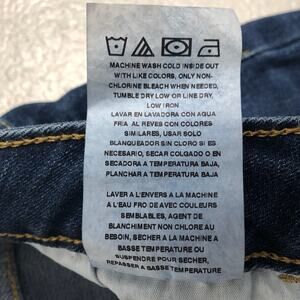 MACHINE WASH COLD INSIDE OUT
WITH LIKE COLORS, ONLY NON-
CHLORINE BLEACH WHEN NEEDED,
TUMBLE DRY LOW OR LINE DRY,
LOW IRON
LAVAR EN LAVADORA CON AGUA
FRIA AL REVES CON COLORES
SIMILARES, USAR SOLO
BLANQUEADOR SIN CLORO SI ES
NECESARIO, SECAR COLGADO O EN
SECADORA A TEMPERATURA BAJA,
PLANCHAR A TEMPERATURA BAJA
LAVER A L'ENVERS A LA MACHINE
A L'EAU FROIDE AVEC COULEURS
SEMBLABLES, AGENT DE
BLANCHIMENT NON CHLORE AU
BESOIN, SECHER A LA MACHINE A
BASSE TEMPERATURE OU
SUSPENDRE POUR SECHER,
REPASSER A BASSE TEMPERATURE